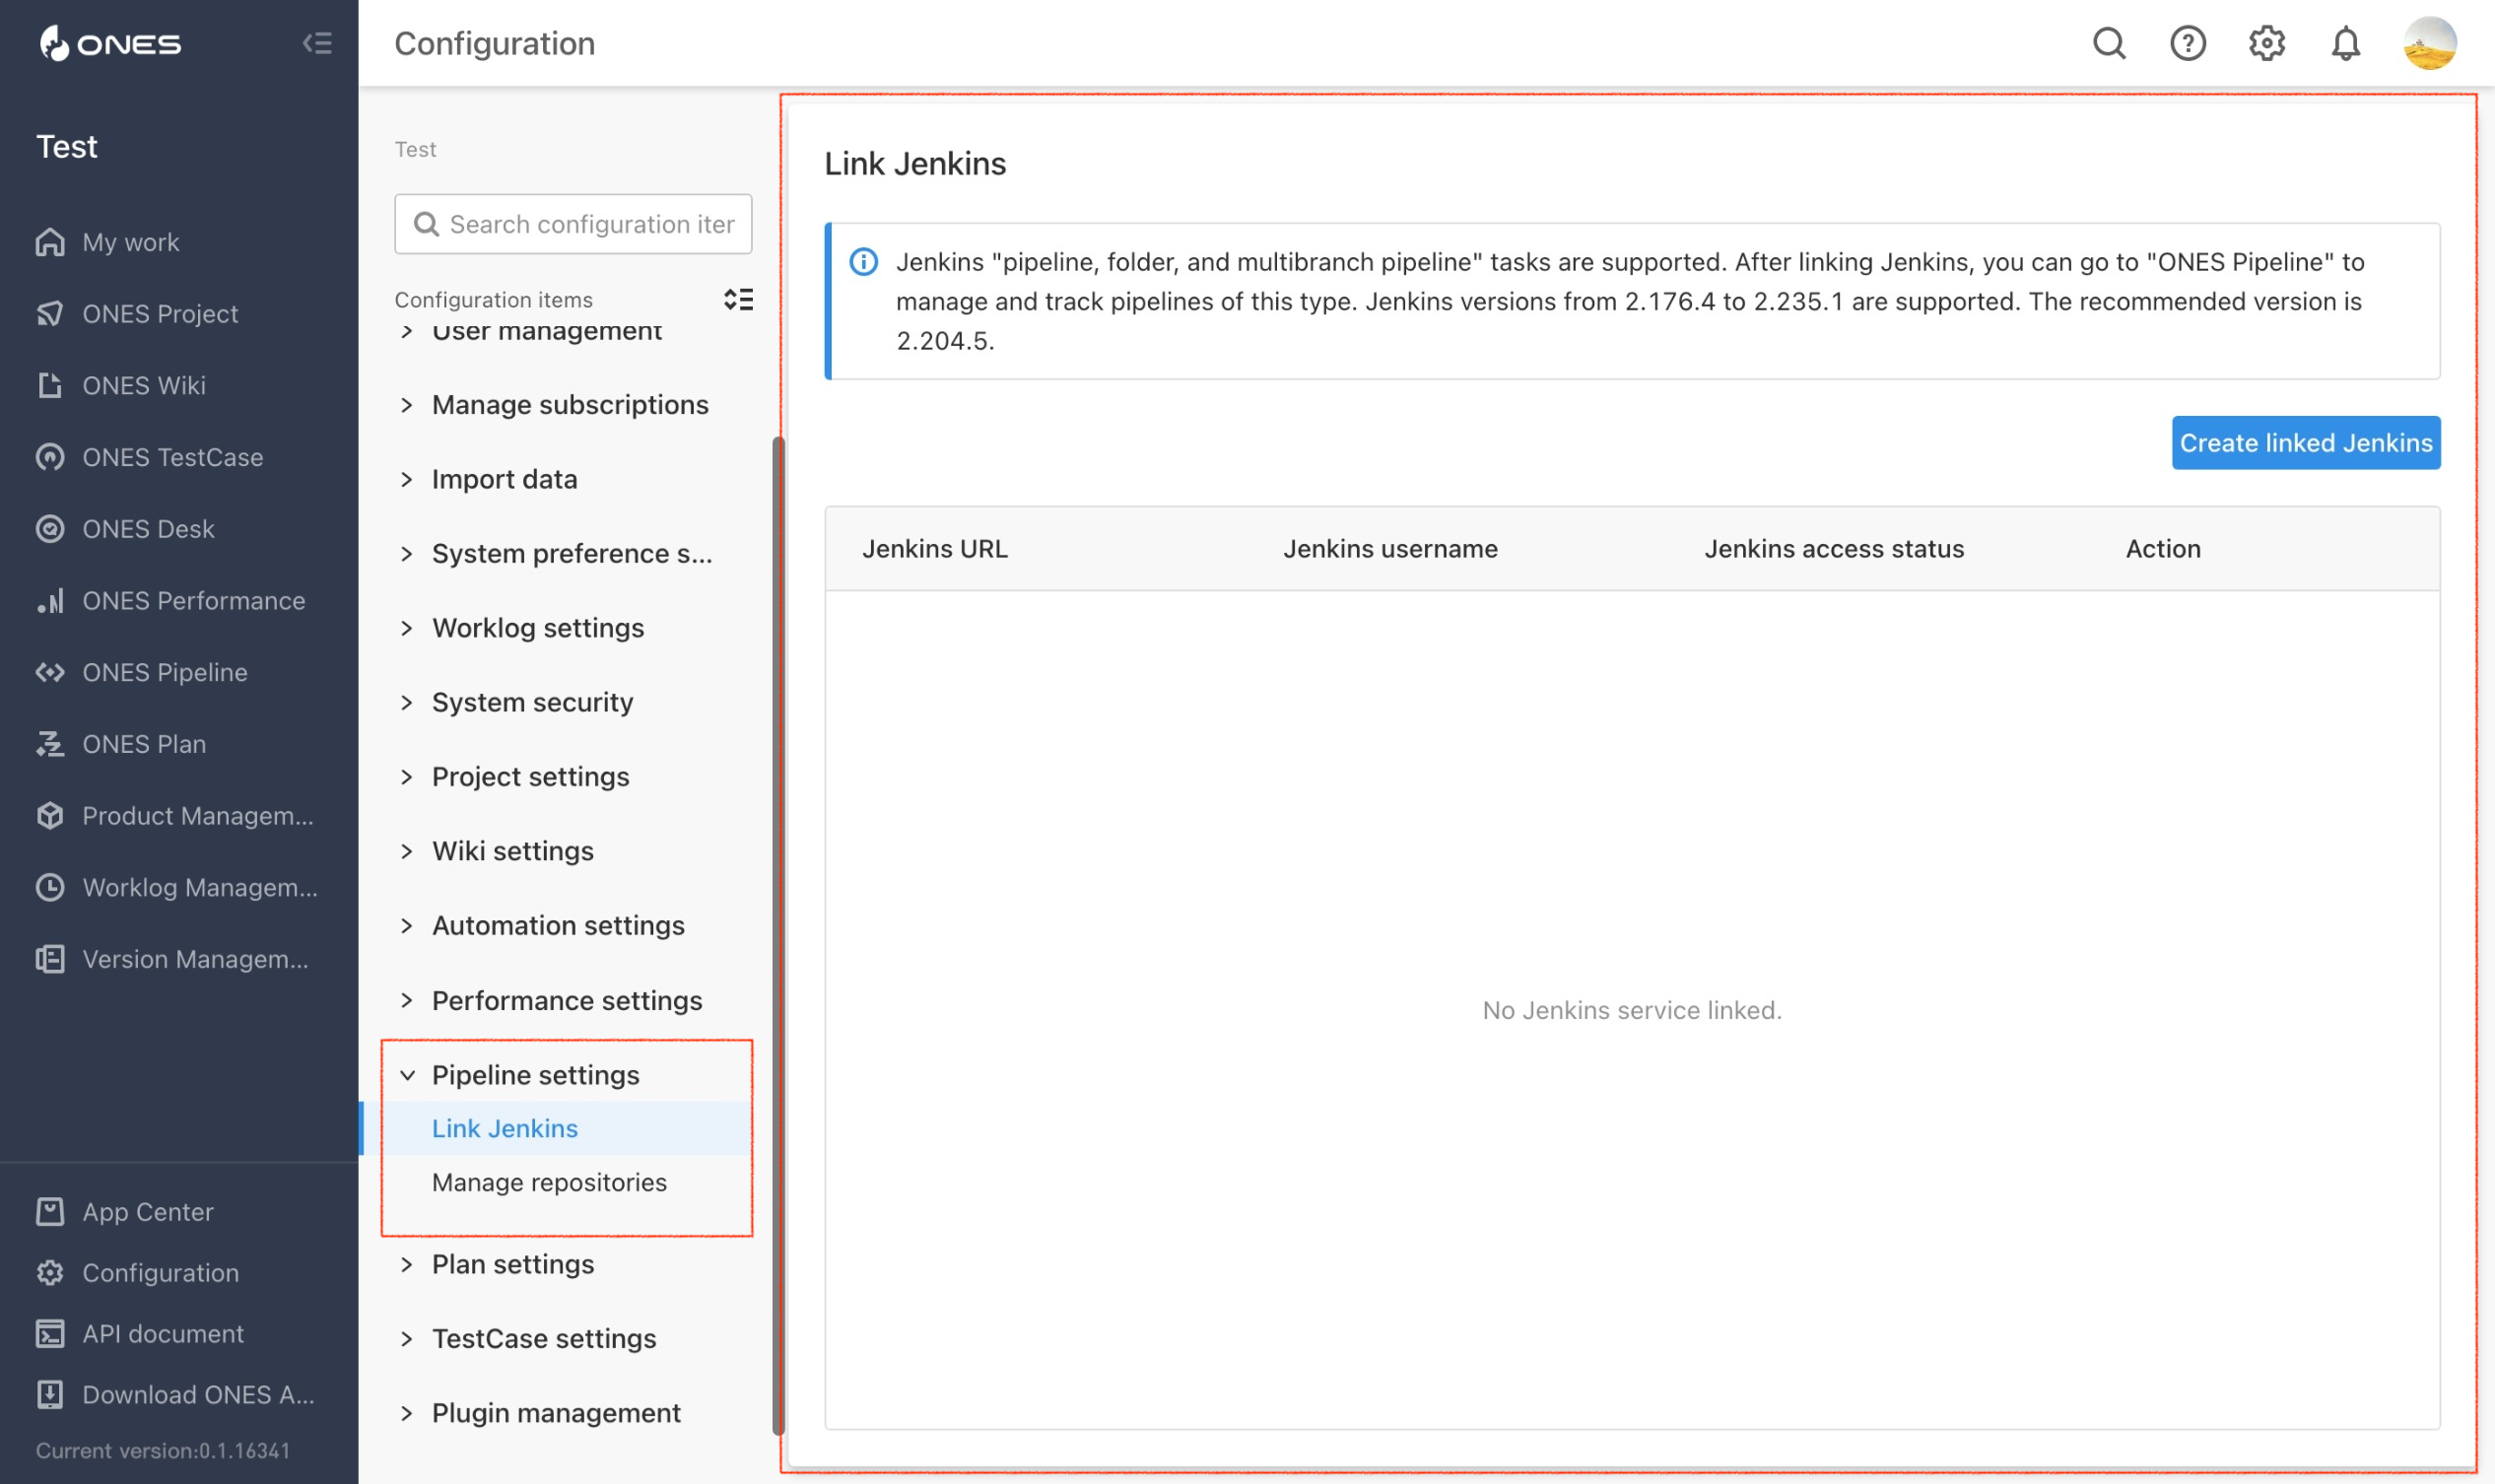 ONES
Configuration
Test
My work
ONES Project
ONES Wiki
ONES TestCase
ONES Desk
ONES Performance
ONES Pipeline
ONES Plan
Product Managem...
Worklog Managem...
Version Managem...
App Center
Configuration
API document
Download ONES A...
Current version:0.1.16341
Test
Search configuration iter
Configuration items
User management
Manage subscriptions
Import data
System preference s...
Worklog settings
System security
Project settings
Wiki settings
Automation settings
Performance settings
Pipeline settings
Link Jenkins
Manage repositories
Plan settings
TestCase settings
Plugin management
Link Jenkins
Jenkins "pipeline, folder, and multibranch pipeline" tasks are supported. After linking Jenkins, you can go to "ONES Pipeline" to
manage and track pipelines of this type. Jenkins versions from 2.176.4 to 2.235.1 are supported. The recommended version is
2.204.5.
Create linked Jenkins
Jenkins URL Jenkins username Jenkins access status Action
No Jenkins service linked.